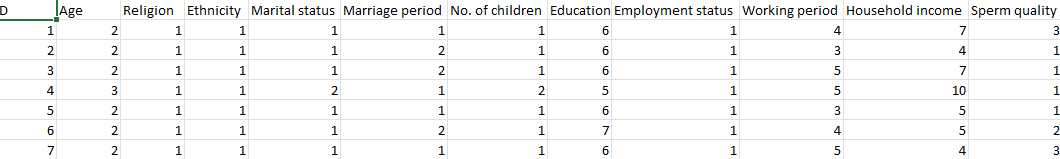 D Age Religion Ethnicity Marital status Marriage period No. of children Education Employment status Working period Household income Sperm quality
1 2 1 1 1 1 1 6 1 4 7 3
2 2 1 1 1 2 1 6 1 3 4 1
3 2 1 1 1 2 1 6 1 5 7 1
4 3 1 1 2 1 2 5 1 5 10 1
5 2 1 1 1 1 1 6 1 3 5 1
6 2 1 1 1 2 1 7 1 4 5 2
7 2 1 1 1 1 1 6 1 5 4 3